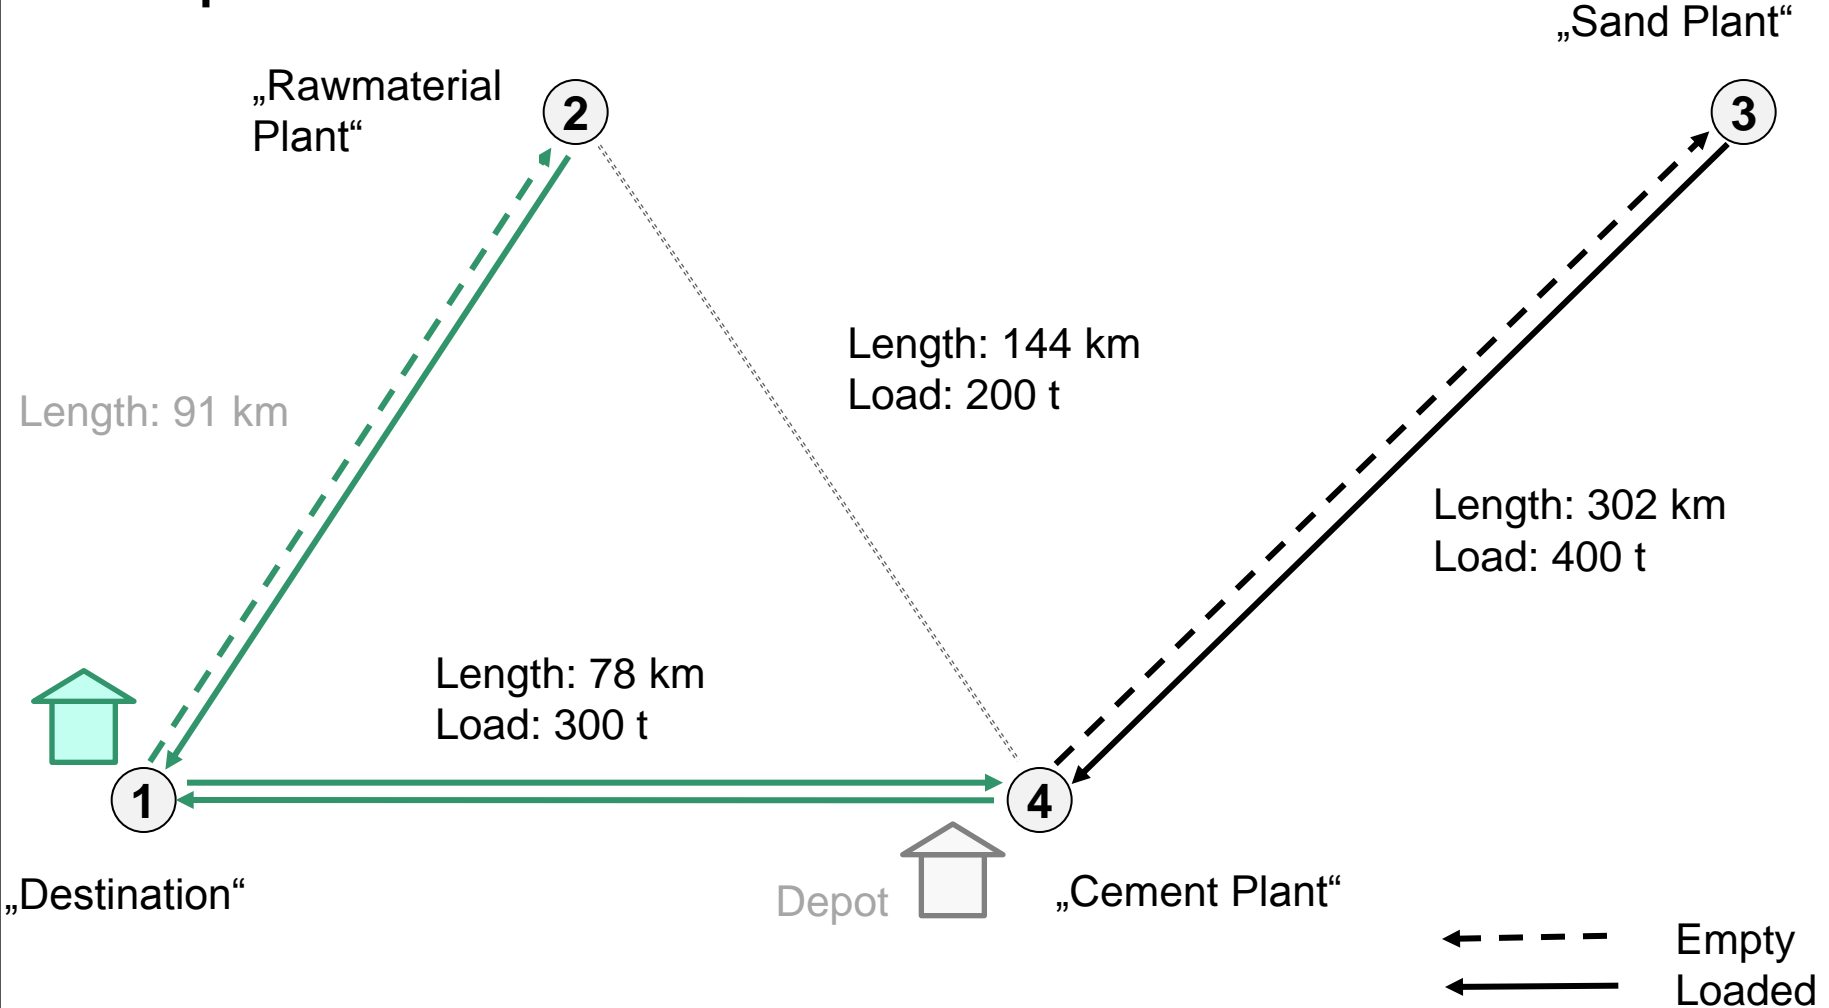 „Sand Plant“
„Rawmaterial
Plant“
2
3
Length: 144 km
Load: 200 t
Length: 91 km
Length: 302 km
Load: 400 t
Length: 78 km
Load: 300 t
1
4
„Destination“
Depot
„Cement Plant“
Empty
Loaded